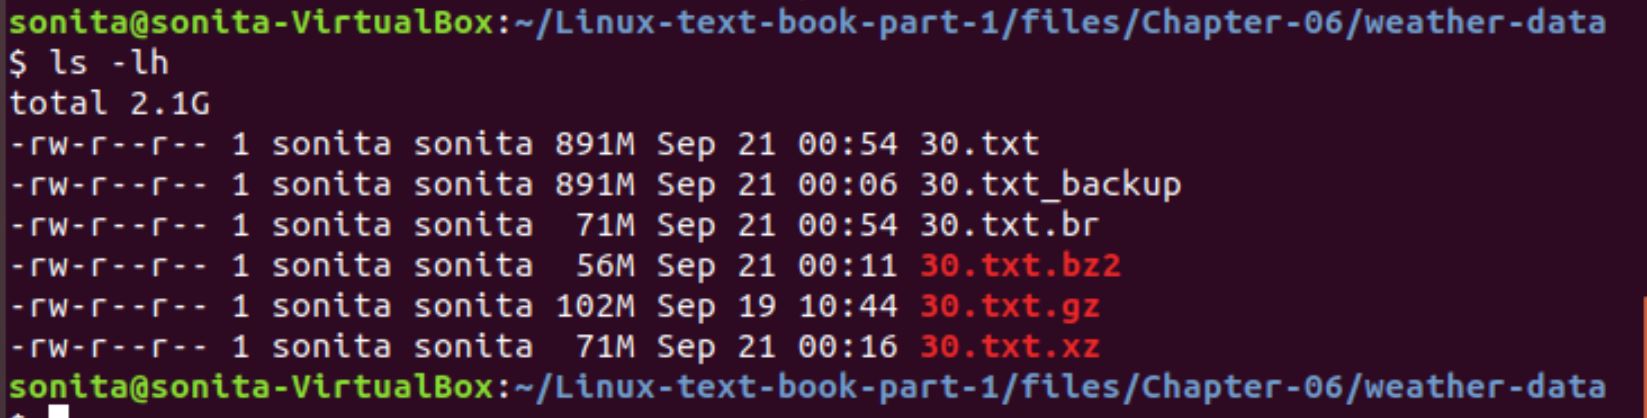 sonita@sonita-VirtualBox:~/Linux-text-book-part-1/files/Chapter-06/weather-data
$ ls -lh
total 2.1G
-rw-r--r-- 1 sonita sonita 891M Sep 21 00:54 30.txt
-rw-r--r-- 1 sonita sonita 891M Sep 21 00:06 30.txt_backup
-rw-r--r-- 1 sonita sonita  71M Sep 21 00:54 30.txt.br
-rw-r--r-- 1 sonita sonita  56M Sep 21 00:11 30.txt.bz2
-rw-r--r-- 1 sonita sonita 102M Sep 19 10:44 30.txt.gz
-rw-r--r-- 1 sonita sonita  71M Sep 21 00:16 30.txt.xz
sonita@sonita-VirtualBox:~/Linux-text-book-part-1/files/Chapter-06/weather-data